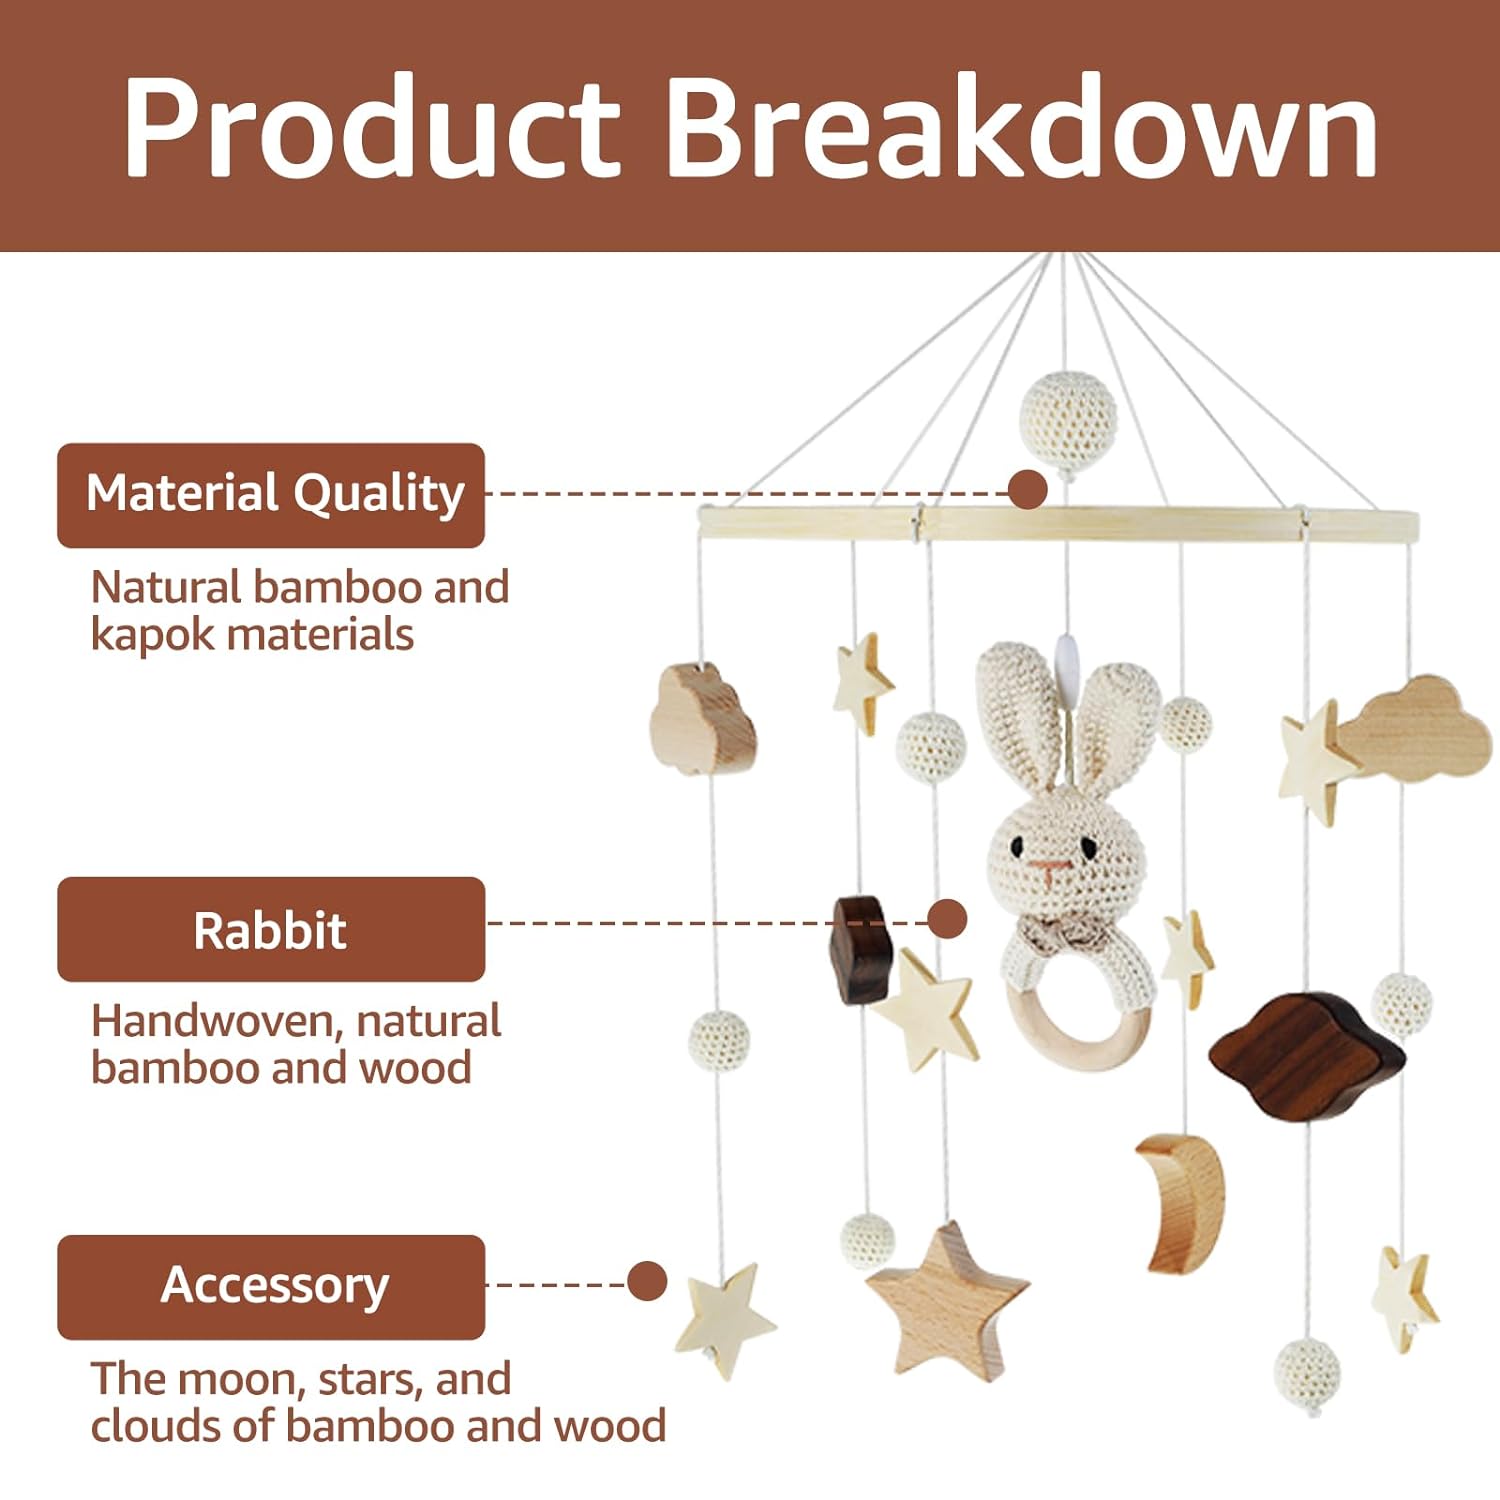 Product Breakdown
Material Quality
Natural bamboo and
kapok materials
Rabbit
Handwoven, natural
bamboo and wood
Accessory
The moon, stars, and
clouds of bamboo and wood